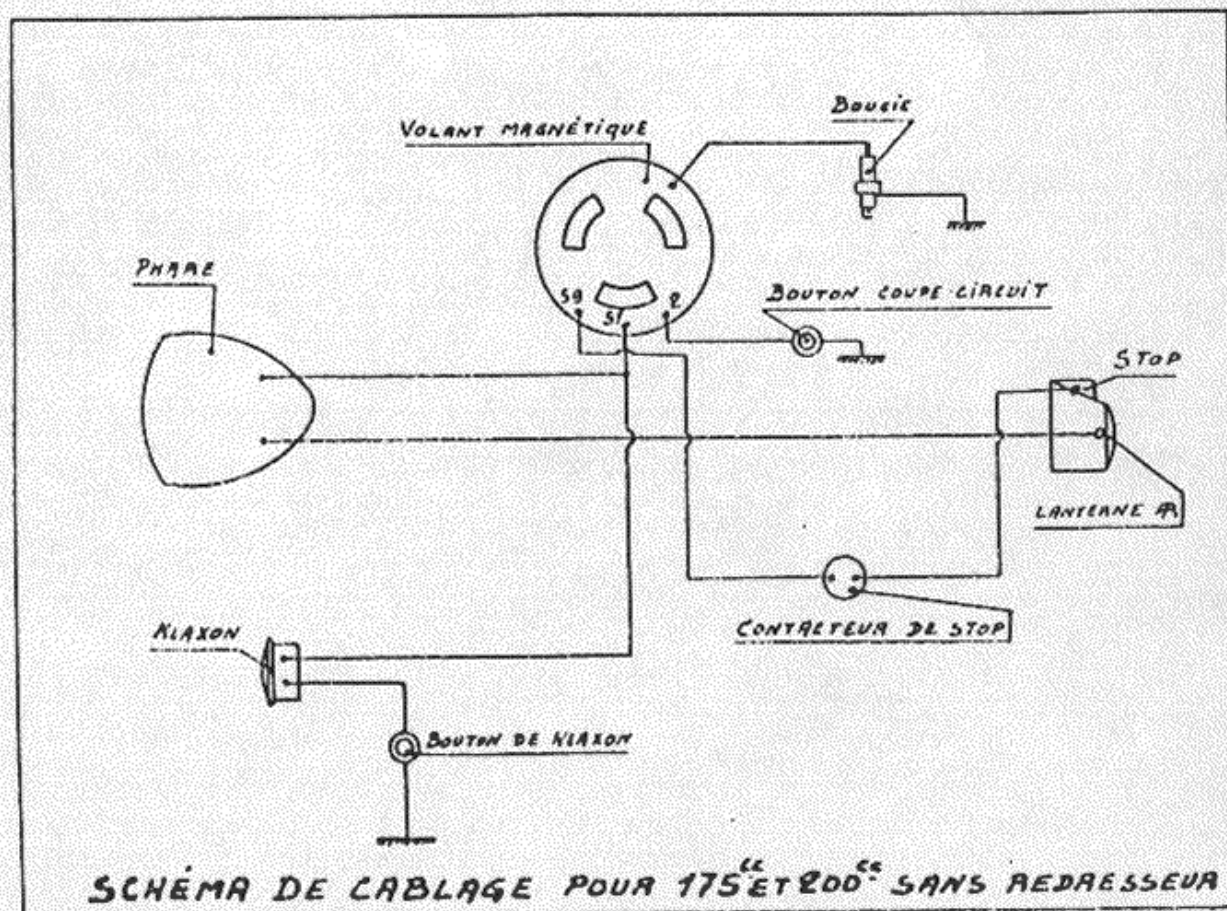 BOUGIE
VOLANT MAGNÉTIQUE
PHARE
59
51
2
BOUTON COUPE-CIRCUIT
STOP
LANTERNE AR
CONTACTEUR DE STOP
KLAXON
BOUTON DE KLAXON
SCHÉMA DE CABLAGE POUR 175cc ET 200cc SANS REDRESSEUR